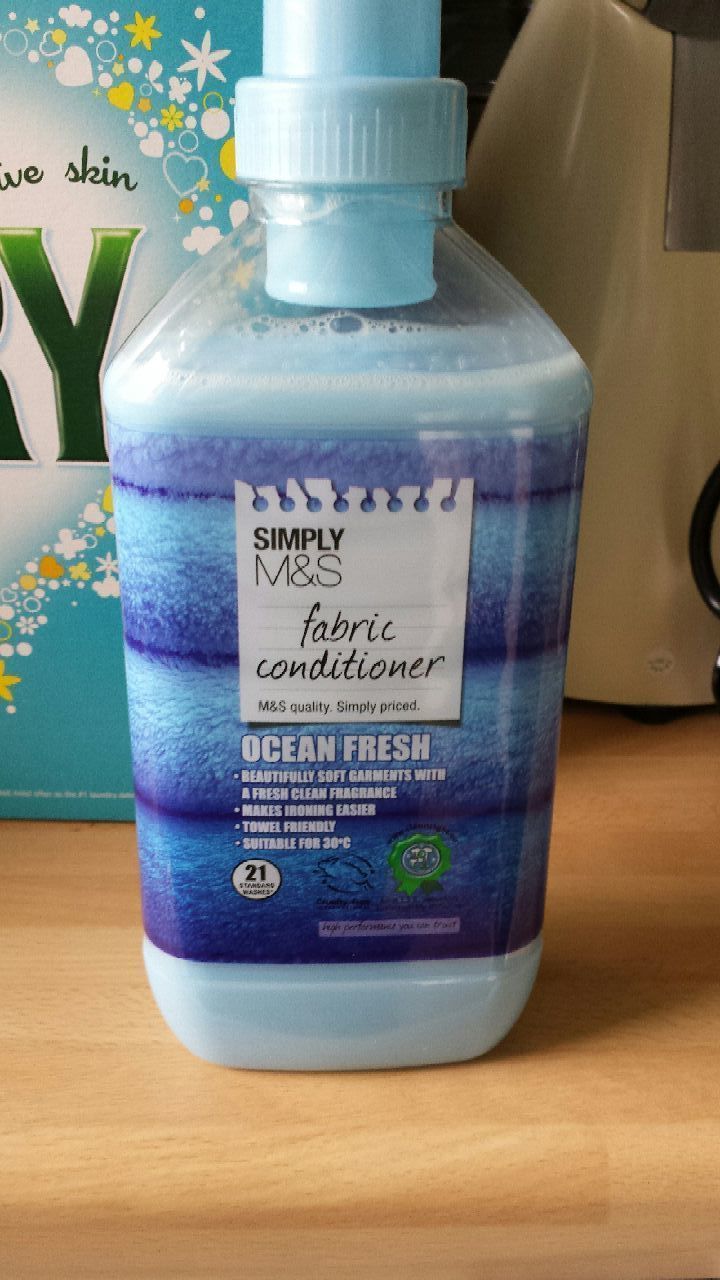 ive skin
RY
SIMPLY
M&S
fabric
conditioner
M&S quality. Simply priced.
OCEAN FRESH
• BEAUTIFULLY SOFT GARMENTS WITH
A FRESH CLEAN FRAGRANCE
• MAKES IRONING EASIER
• TOWEL FRIENDLY
• SUITABLE FOR 30°C
21
STANDARD
WASHES*
high performance you can trust